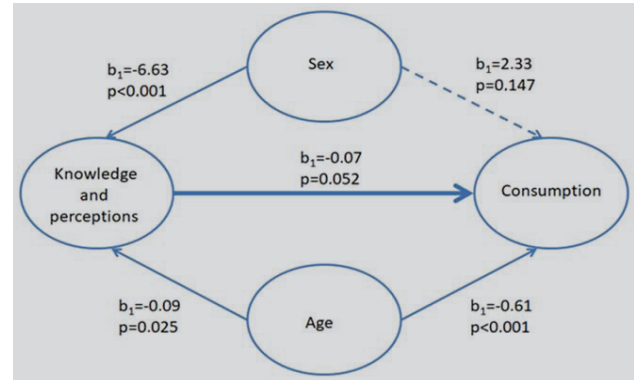 b₁=-6.63
p<0.001
Sex
b₁=2.33
p=0.147
Knowledge
and
perceptions
b₁=-0.07
p=0.052
Consumption
b₁=-0.09
p=0.025
Age
b₁=-0.61
p<0.001